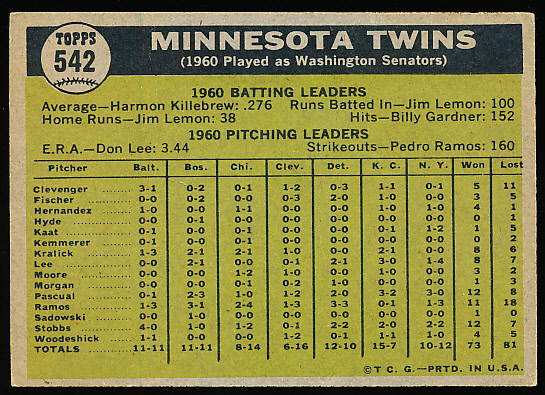 TOPPS
542
MINNESOTA TWINS
(1960 Played as Washington Senators)
1960 BATTING LEADERS
Average—Harmon Killebrew: .276 Runs Batted In—Jim Lemon: 100
Home Runs—Jim Lemon: 38 Hits—Billy Gardner: 152
1960 PITCHING LEADERS
E.R.A.—Don Lee: 3.44 Strikeouts—Pedro Ramos: 160
Pitcher Balt. Bos. Chi. Clev. Det. K. C. N. Y. Won Lost
Clevenger ........ 3-1 0-2 0-1 1-2 0-3 1-1 0-1 5 11
Fischer ........ 0-0 0-2 0-0 0-3 2-0 1-0 0-0 3 5
Hernandez ........ 1-0 0-0 1-0 0-0 0-1 1-0 1-0 4 1
Hyde ........ 0-0 0-1 0-0 0-0 0-0 0-0 0-0 0 1
Kaat ........ 0-1 0-0 0-1 0-0 0-1 0-1 1-2 1 5
Kemmerer ........ 0-1 0-0 0-0 0-1 0-0 0-0 0-0 0 2
Kralick ........ 1-3 2-1 2-1 0-0 1-0 2-1 0-0 8 6
Lee ........ 0-0 2-1 0-1 2-1 1-0 3-0 1-4 8 7
Moore ........ 0-0 0-0 1-2 1-0 0-0 1-0 0-0 3 2
Morgan ........ 0-0 0-0 0-1 0-1 1-0 0-1 0-0 1 3
Pascual ........ 0-1 2-3 1-0 1-2 2-0 3-2 3-0 12 8
Ramos ........ 1-3 3-1 2-4 1-3 3-3 0-1 1-3 11 18
Sadowski ........ 0-0 1-0 0-0 0-0 0-0 0-0 0-0 1 0
Stobbs ........ 4-0 1-0 1-2 0-1 2-2 2-0 2-2 12 7
Woodeshick ........ 1-1 0-0 0-1 0-2 0-0 1-0 2-0 4 5
TOTALS ........ 11-11 11-11 8-14 6-16 12-10 15-7 10-12 73 81
© T. C. G.—PRTD. IN U.S.A.